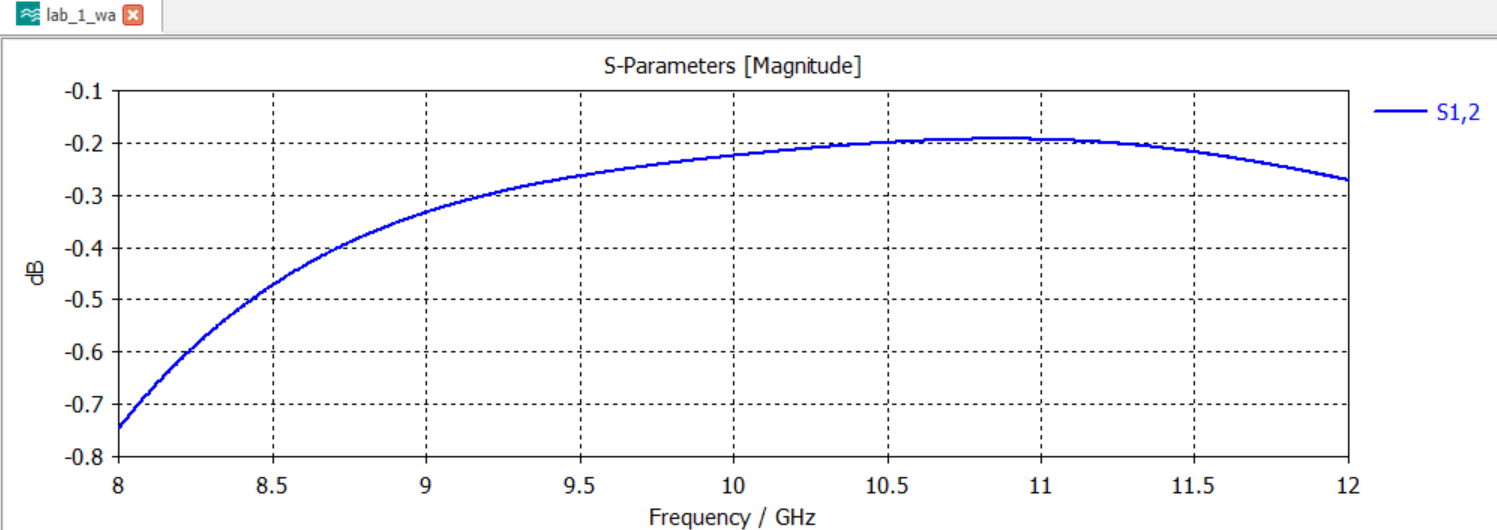 lab_1_wa
S-Parameters [Magnitude]
-0.1
-0.2
-0.3
-0.4
-0.5
-0.6
-0.7
-0.8
dB
8 8.5 9 9.5 10 10.5 11 11.5 12
Frequency / GHz
S1,2